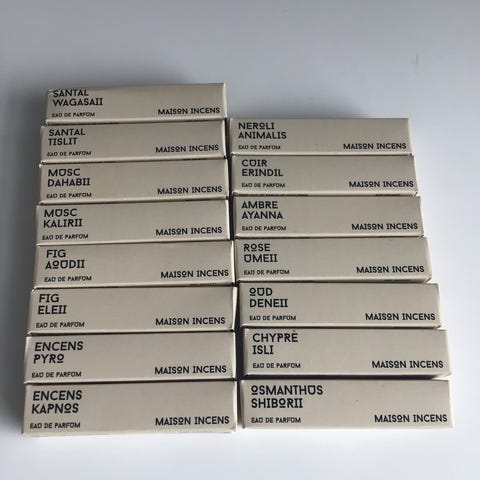 SANTAL
WAGASAII
EAU DE PARFUM MAISON INCENS
SANTAL
TISLIT
EAU DE PARFUM MAISON INCENS
MUSC
DAHABII
EAU DE PARFUM MAISON INCENS
MUSC
KALIRII
EAU DE PARFUM MAISON INCENS
FIG
AOUDII
EAU DE PARFUM MAISON INCENS
FIG
ELEII
EAU DE PARFUM MAISON INCENS
ENCENS
PYRO
EAU DE PARFUM MAISON INCENS
ENCENS
KAPNOS
EAU DE PARFUM MAISON INCENS
NEROLI
ANIMALIS
EAU DE PARFUM MAISON INCENS
CUIR
ERINDIL
EAU DE PARFUM MAISON INCENS
AMBRE
AYANNA
EAU DE PARFUM MAISON INCENS
ROSE
UMEII
EAU DE PARFUM MAISON INCENS
OUD
DENEII
EAU DE PARFUM MAISON INCENS
CHYPRÉ
ISLI
EAU DE PARFUM MAISON INCENS
OSMANTHUS
SHIBORII
EAU DE PARFUM MAISON INCENS